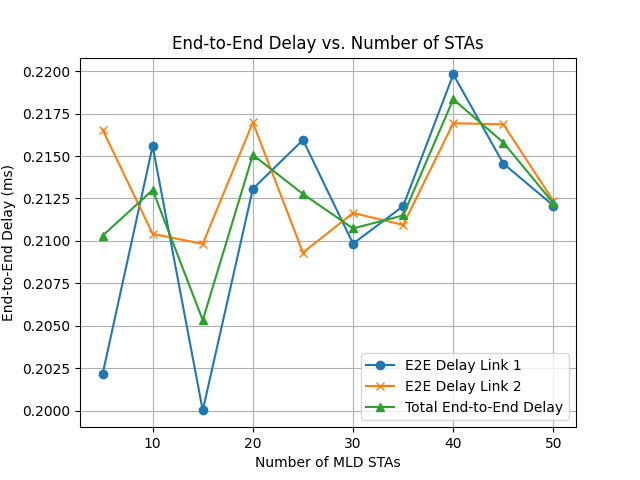 End-to-End Delay vs. Number of STAs
End-to-End Delay (ms)
0.2200
0.2175
0.2150
0.2125
0.2100
0.2075
0.2050
0.2025
0.2000
E2E Delay Link 1
E2E Delay Link 2
Total End-to-End Delay
10 20 30 40 50
Number of MLD STAs